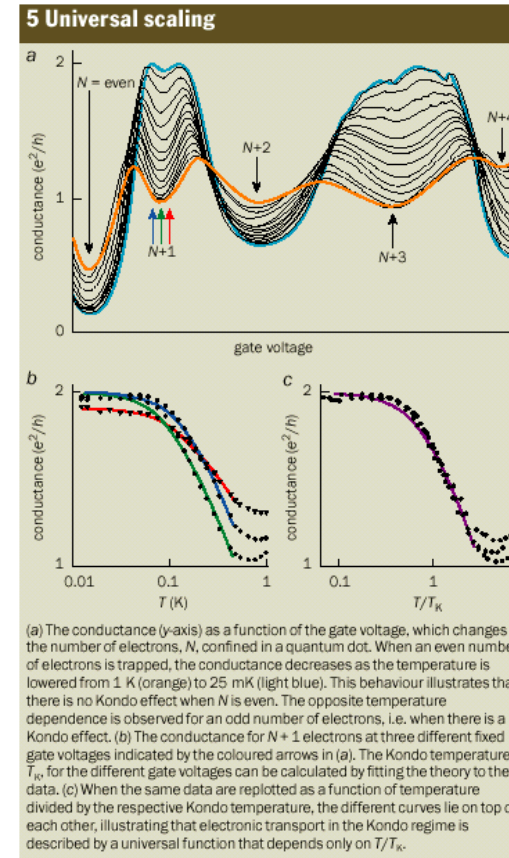 5 Universal scaling
a
2
N = even
N+2
N+4
conductance (e²/h)
1
N+1
N+3
0
gate voltage
b
c
2
2
conductance (e²/h)
conductance (e²/h)
1
1
0.01
0.1
1
0.1
1
T (K)
T/TK
(a) The conductance (y-axis) as a function of the gate voltage, which changes
the number of electrons, N, confined in a quantum dot. When an even numbe
of electrons is trapped, the conductance decreases as the temperature is
lowered from 1 K (orange) to 25 mK (light blue). This behaviour illustrates tha
there is no Kondo effect when N is even. The opposite temperature
dependence is observed for an odd number of electrons, i.e. when there is a
Kondo effect. (b) The conductance for N + 1 electrons at three different fixed
gate voltages indicated by the coloured arrows in (a). The Kondo temperature
TK, for the different gate voltages can be calculated by fitting the theory to the
data. (c) When the same data are replotted as a function of temperature
divided by the respective Kondo temperature, the different curves lie on top o
each other, illustrating that electronic transport in the Kondo regime is
described by a universal function that depends only on T/TK.